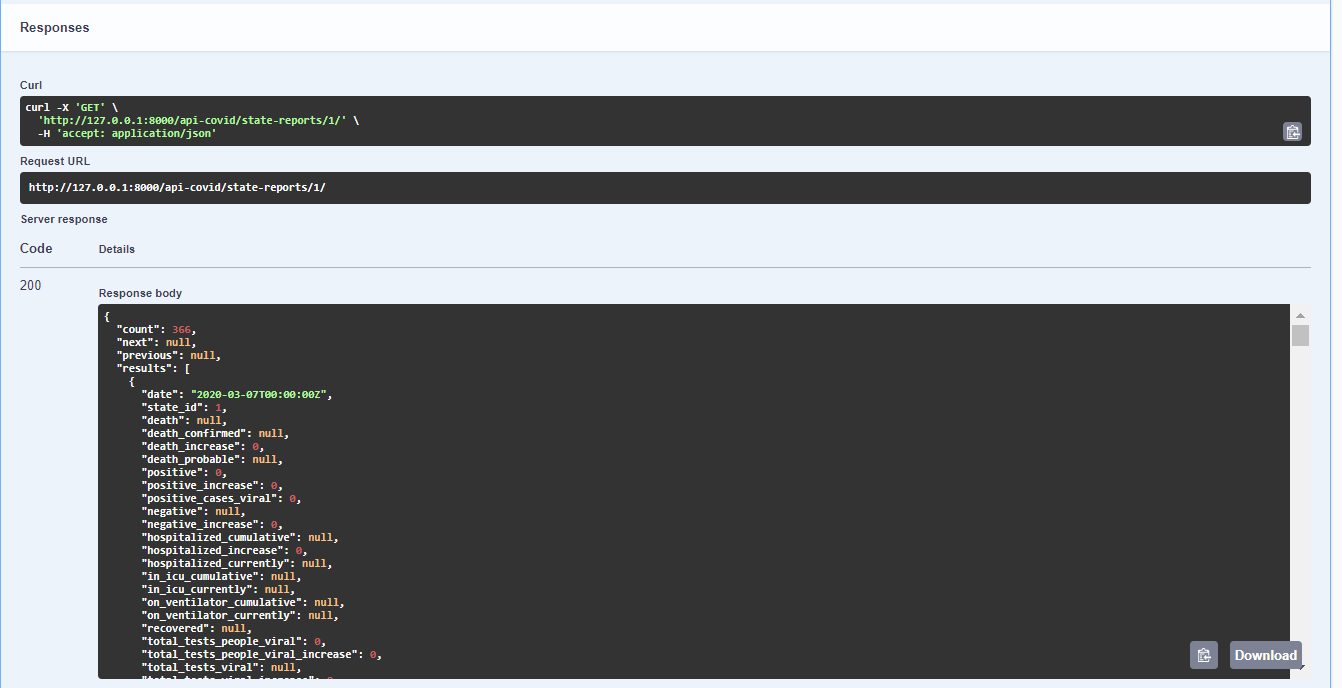 Responses
Curl
curl -X 'GET' \
  'http://127.0.0.1:8000/api-covid/state-reports/1/' \
  -H 'accept: application/json'
Request URL
http://127.0.0.1:8000/api-covid/state-reports/1/
Server response
Code Details
200
Response body
{
  "count": 366,
  "next": null,
  "previous": null,
  "results": [
    {
      "date": "2020-03-07T00:00:00Z",
      "state_id": 1,
      "death": null,
      "death_confirmed": null,
      "death_increase": 0,
      "death_probable": null,
      "positive": 0,
      "positive_increase": 0,
      "positive_cases_viral": 0,
      "negative": null,
      "negative_increase": 0,
      "hospitalized_cumulative": null,
      "hospitalized_increase": 0,
      "hospitalized_currently": null,
      "in_icu_cumulative": null,
      "in_icu_currently": null,
      "on_ventilator_cumulative": null,
      "on_ventilator_currently": null,
      "recovered": null,
      "total_tests_people_viral": 0,
      "total_tests_people_viral_increase": 0,
      "total_tests_viral": null,
Download